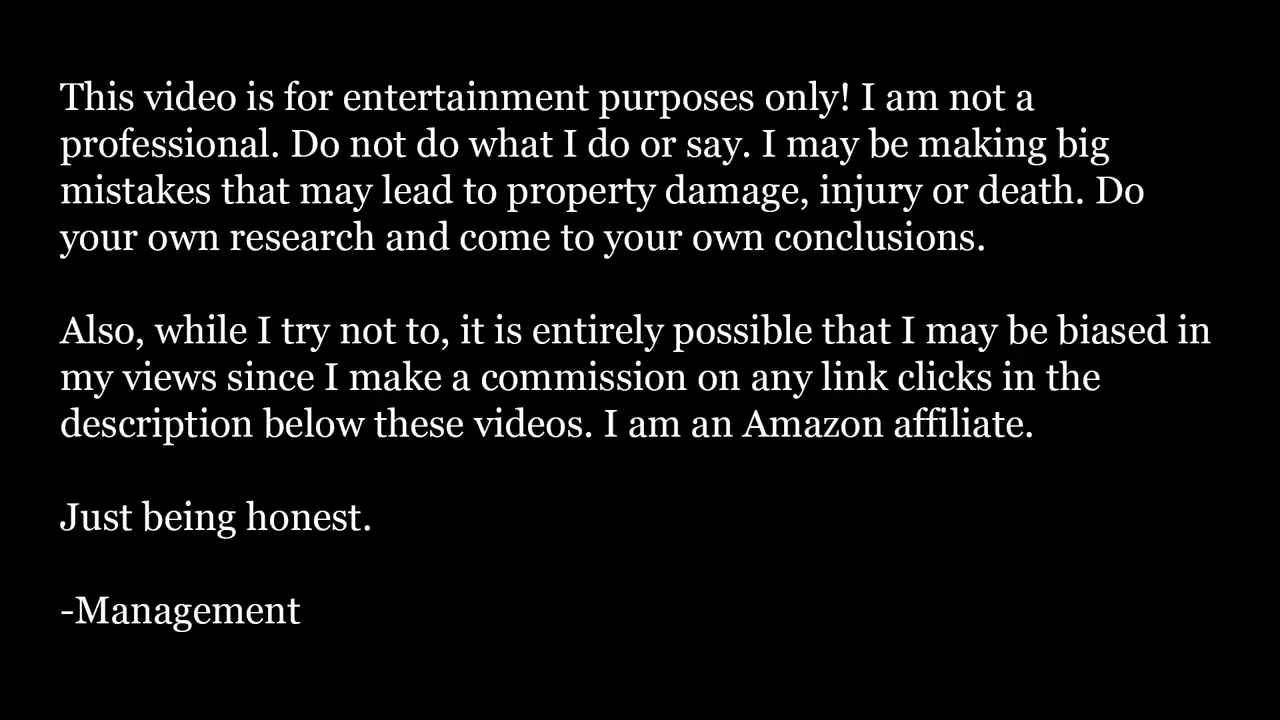 This video is for entertainment purposes only! I am not a
professional. Do not do what I do or say. I may be making big
mistakes that may lead to property damage, injury or death. Do
your own research and come to your own conclusions.
Also, while I try not to, it is entirely possible that I may be biased in
my views since I make a commission on any link clicks in the
description below these videos. I am an Amazon affiliate.
Just being honest.
-Management